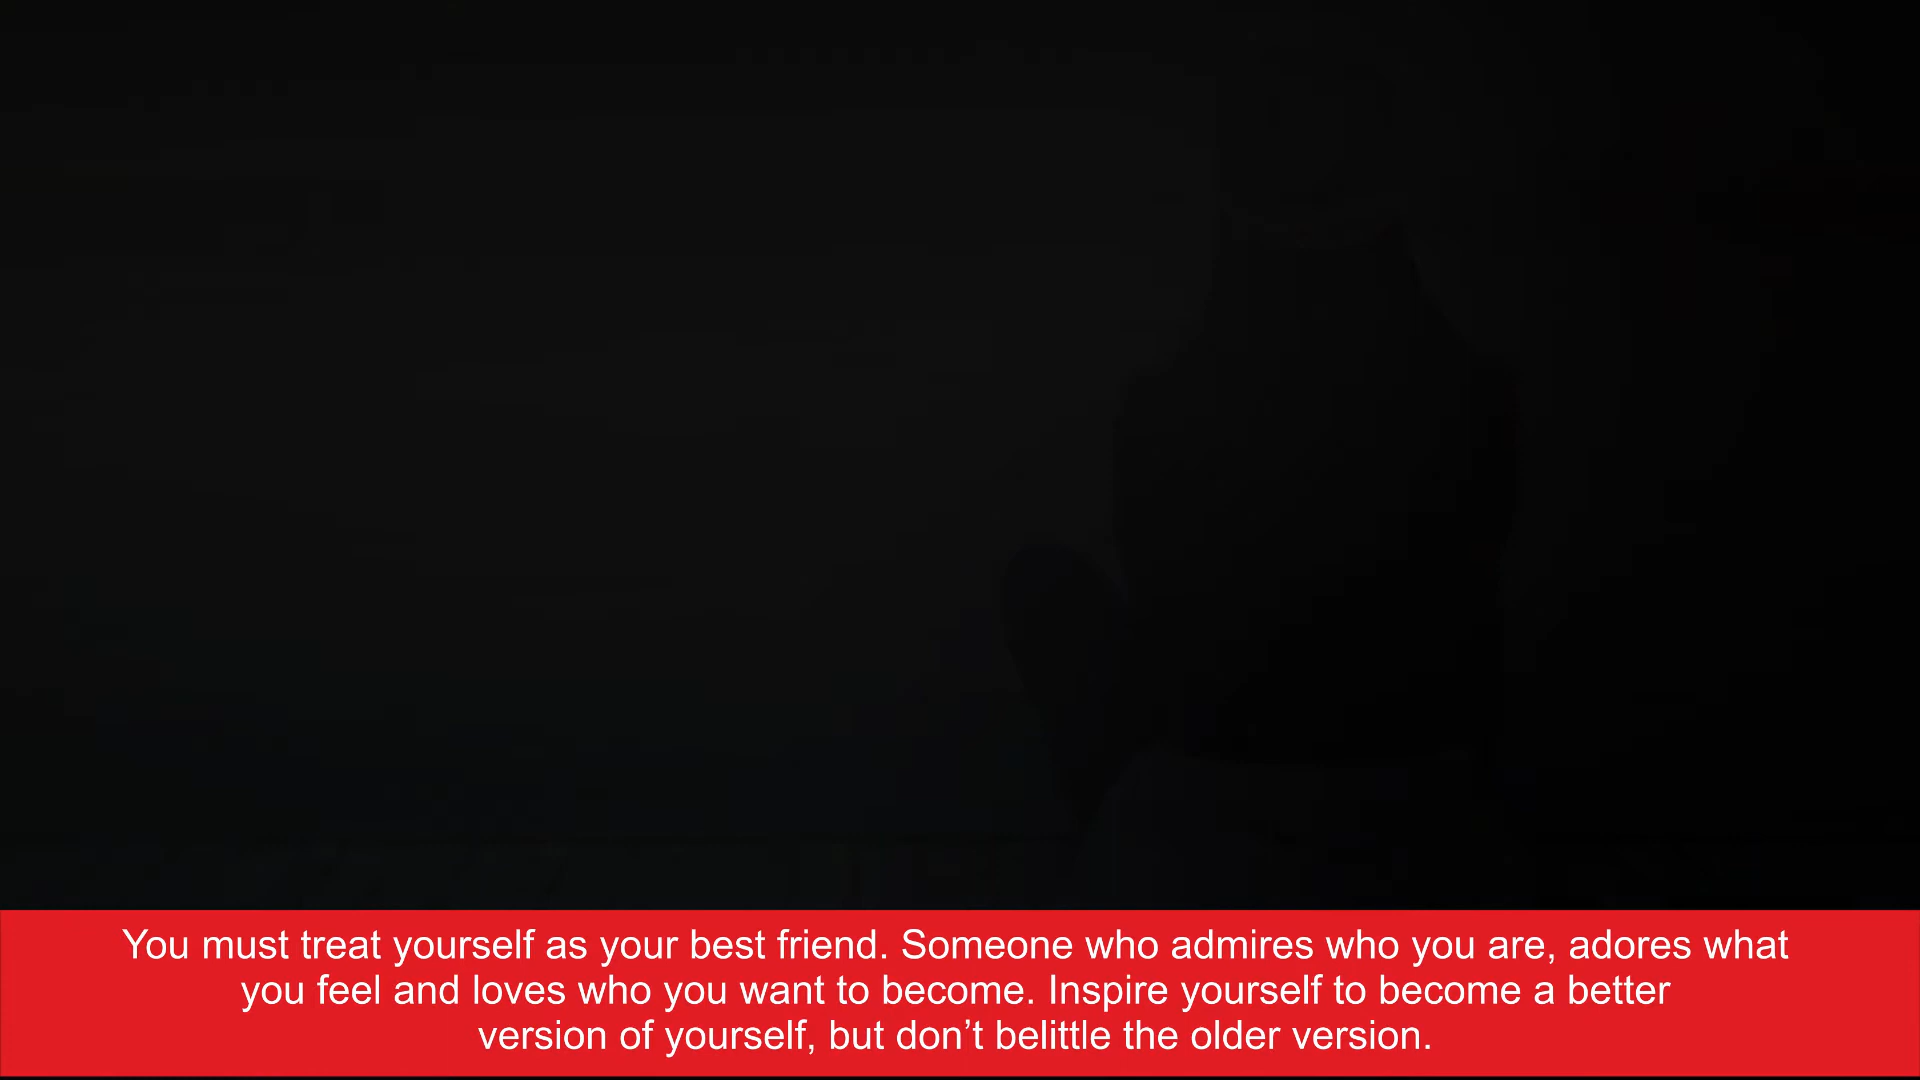 You must treat yourself as your best friend. Someone who admires who you are, adores what
you feel and loves who you want to become. Inspire yourself to become a better
version of yourself, but don’t belittle the older version.